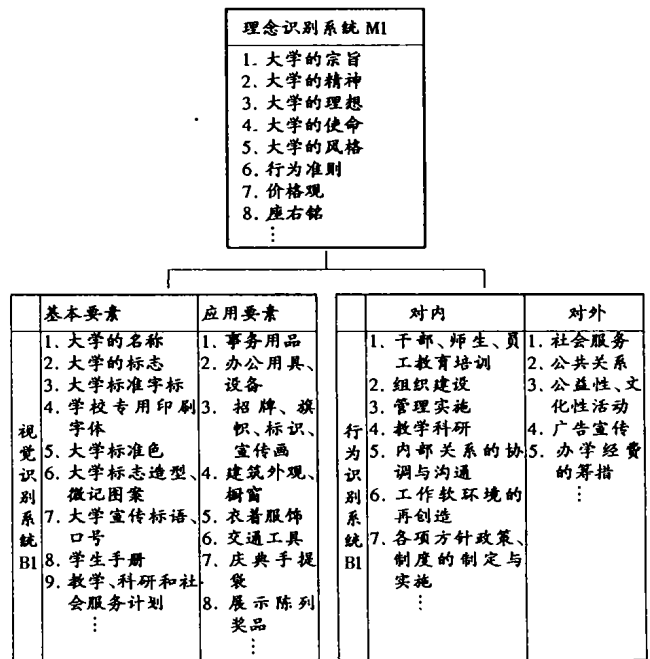 理念识别系统 M1
1. 大学的宗旨
2. 大学的精神
3. 大学的理想
4. 大学的使命
5. 大学的风格
6. 行为准则
7. 价格观
8. 座右铭
⋮
视觉识别系统 B1
基本要素
1. 大学的名称
2. 大学的标志
3. 大学标准字标
4. 学校专用印刷
字体
5. 大学标准色
6. 大学标志造型、
徽记图案
7. 大学宣传标语、
口号
8. 学生手册
9. 教学、科研和社
会服务计划
⋮
应用要素
1. 事务用品
2. 办公用具、
设备
3. 招牌、旗
帜、标识、
宣传画
4. 建筑外观、
橱窗
5. 衣着服饰
6. 交通工具
7. 庆典手提
袋
8. 展示陈列
奖品
⋮
行为识别系统 B1
对内
1. 干部、师生、员
工教育培训
2. 组织建设
3. 管理实施
4. 教学科研
5. 内部关系的协
调与沟通
6. 工作软环境的
再创造
7. 各项方针政策、
制度的制定与
实施
⋮
对外
1. 社会服务
2. 公共关系
3. 公益性、文
化性活动
4. 广告宣传
5. 办学经费
的筹措
⋮